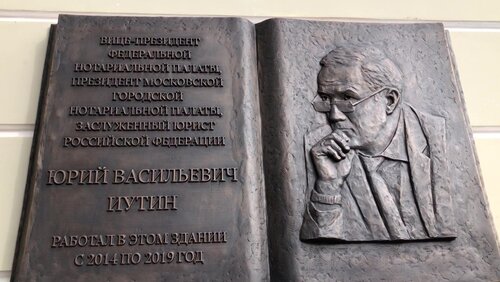 ВИЦЕ-ПРЕЗИДЕНТ
ФЕДЕРАЛЬНОЙ
НОТАРИАЛЬНОЙ ПАЛАТЫ,
ПРЕЗИДЕНТ МОСКОВСКОЙ
ГОРОДСКОЙ
НОТАРИАЛЬНОЙ ПАЛАТЫ,
ЗАСЛУЖЕННЫЙ ЮРИСТ
РОССИЙСКОЙ ФЕДЕРАЦИИ
ЮРИЙ ВАСИЛЬЕВИЧ
ИУТИН
РАБОТАЛ В ЭТОМ ЗДАНИИ
С 2014 ПО 2019 ГОД